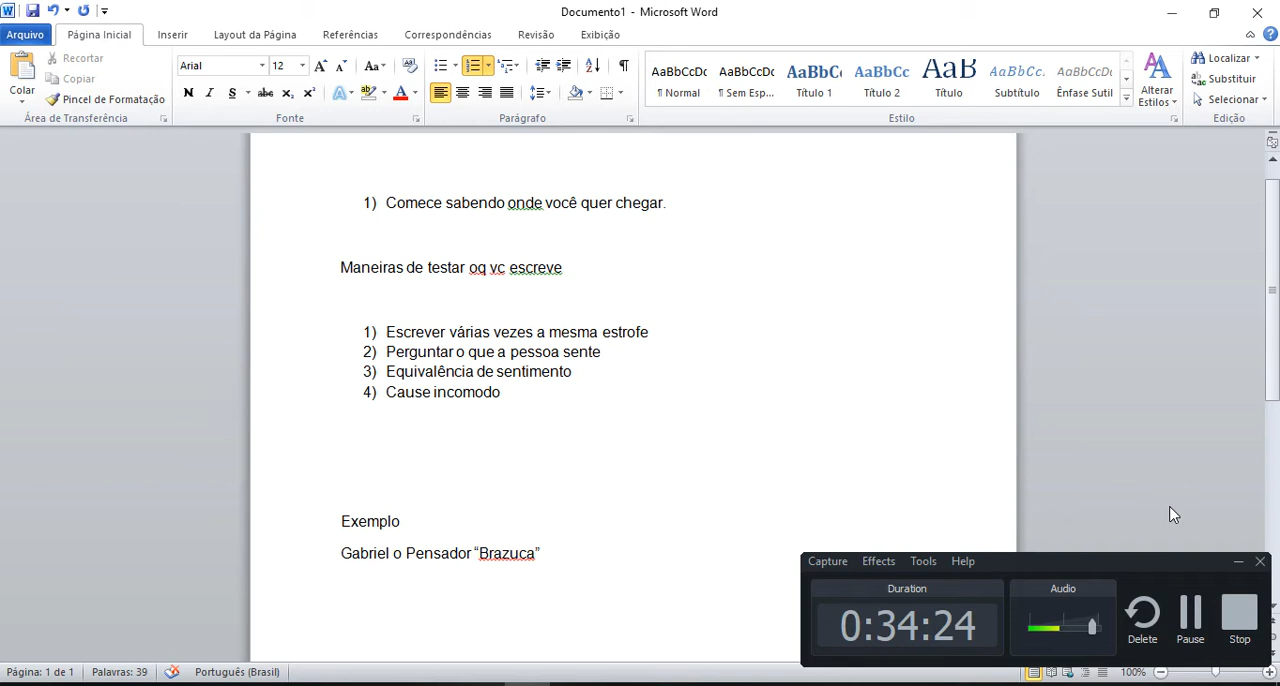 Documento1 - Microsoft Word
Arquivo Página Inicial Inserir Layout da Página Referências Correspondências Revisão Exibição
Recortar
Copiar
Pincel de Formatação
Colar
Área de Transferência
Arial 12
N I S abc x₂ x² A A
Fonte
Parágrafo
AaBbCcDc AaBbCcDc AaBbC( AaBbCc AaB AaBbCc. AaBbCcDc
¶ Normal ¶ Sem Esp... Título 1 Título 2 Título Subtítulo Ênfase Sutil
Alterar Estilos
Estilo
Localizar
Substituir
Selecionar
Edição
1) Comece sabendo onde você quer chegar.
Maneiras de testar oq vc escreve
1) Escrever várias vezes a mesma estrofe
2) Perguntar o que a pessoa sente
3) Equivalência de sentimento
4) Cause incomodo
Exemplo
Gabriel o Pensador “Brazuca”
Capture Effects Tools Help
Duration
0:34:24
Audio
Delete Pause Stop
Página: 1 de 1 Palavras: 39 Português (Brasil) 100%